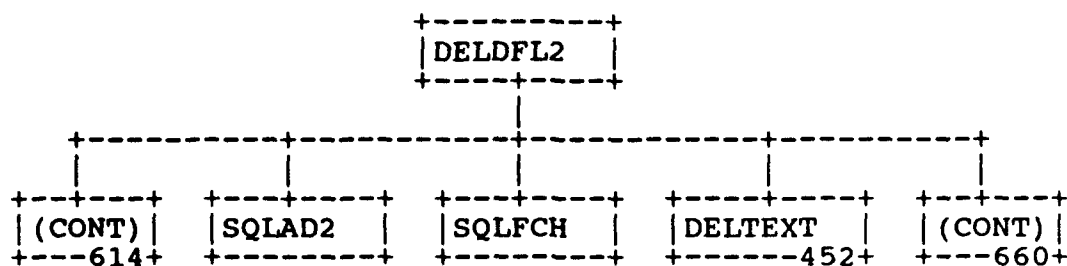 DELDFL2
(CONT) SQLAD2 SQLFCH DELTEXT (CONT)
614 452 660